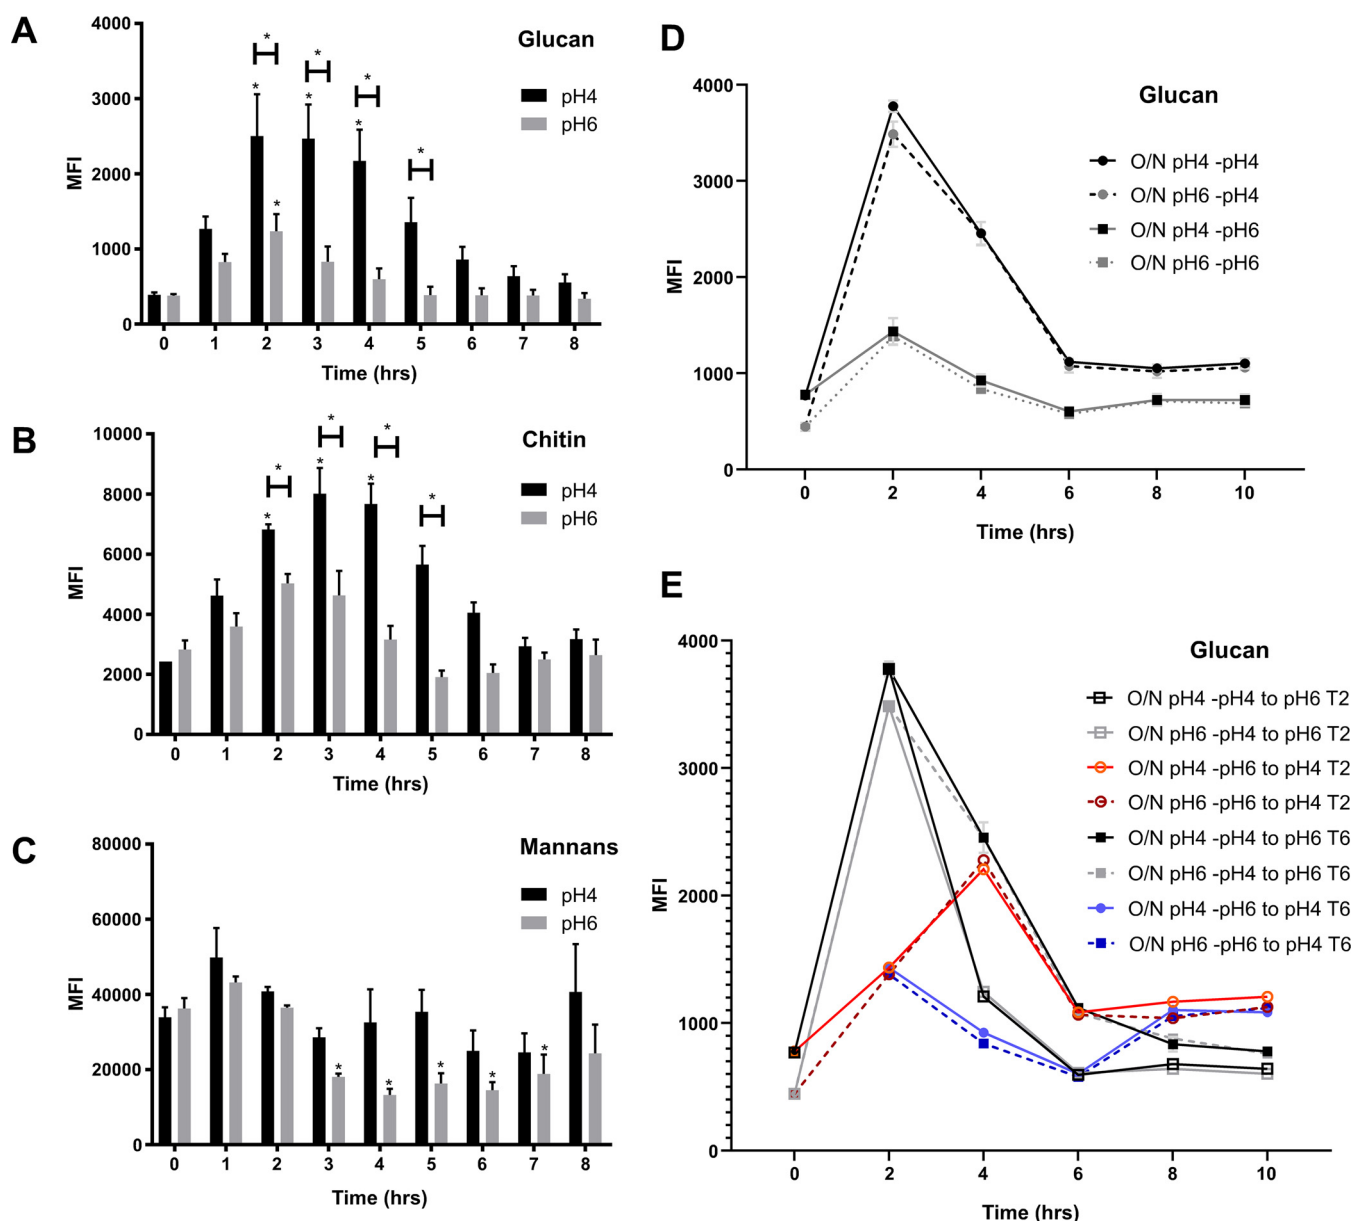 A
Glucan
pH4
pH6
MFI
4000
3000
2000
1000
0
* * * * * * * *
0 1 2 3 4 5 6 7 8
Time (hrs)
B
Chitin
pH4
pH6
MFI
10000
8000
6000
4000
2000
0
* * * * * * *
0 1 2 3 4 5 6 7 8
Time (hrs)
C
Mannans
pH4
pH6
MFI
80000
60000
40000
20000
0
* * * * *
0 1 2 3 4 5 6 7 8
Time (hrs)
D
Glucan
O/N pH4 -pH4
O/N pH6 -pH4
O/N pH4 -pH6
O/N pH6 -pH6
MFI
4000
3000
2000
1000
0
0 2 4 6 8 10
Time (hrs)
E
Glucan
O/N pH4 -pH4 to pH6 T2
O/N pH6 -pH4 to pH6 T2
O/N pH4 -pH6 to pH4 T2
O/N pH6 -pH6 to pH4 T2
O/N pH4 -pH4 to pH6 T6
O/N pH6 -pH4 to pH6 T6
O/N pH4 -pH6 to pH4 T6
O/N pH6 -pH6 to pH4 T6
MFI
4000
3000
2000
1000
0
0 2 4 6 8 10
Time (hrs)